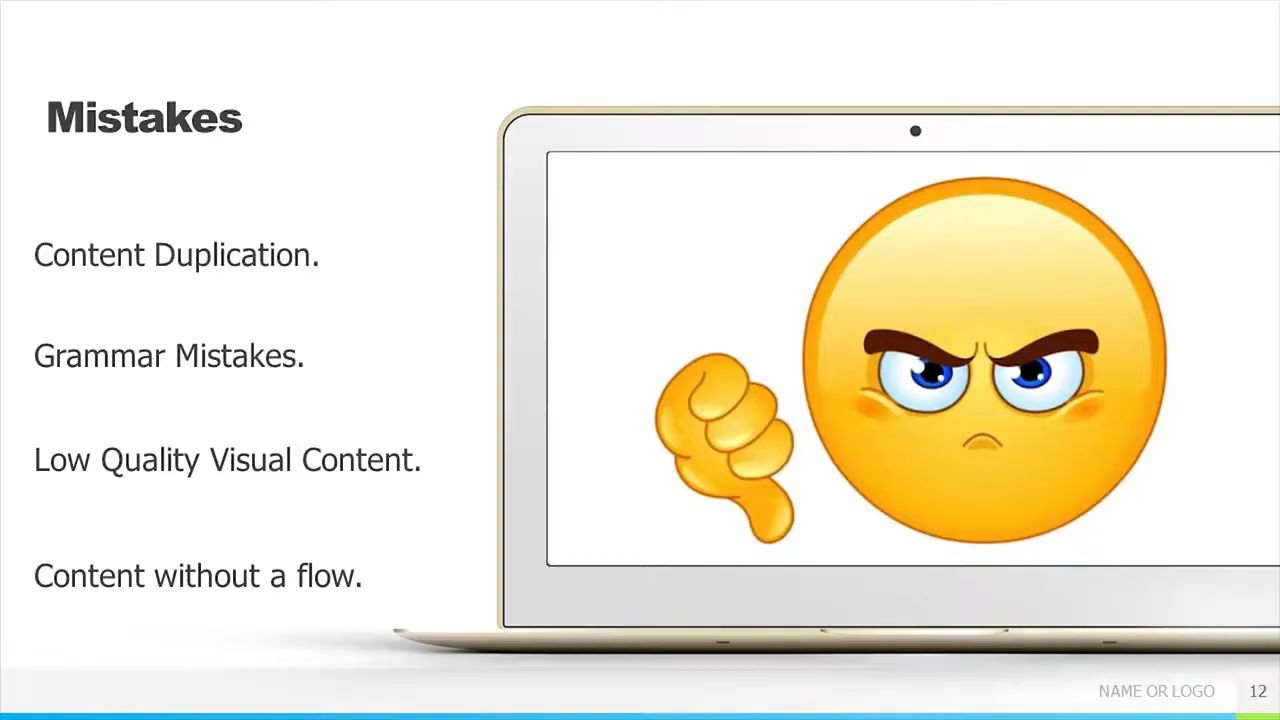 Mistakes
Content Duplication.
Grammar Mistakes.
Low Quality Visual Content.
Content without a flow.
NAME OR LOGO
12